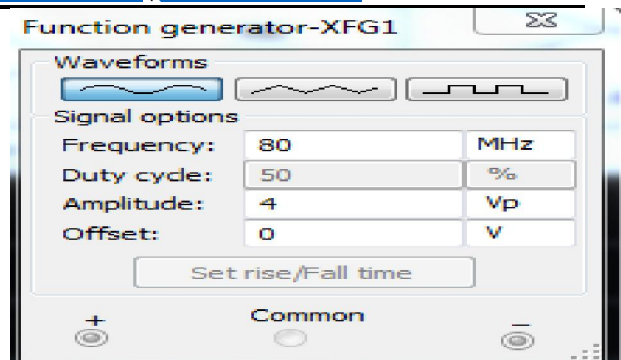 Function generator-XFG1
Waveforms
Signal options
Frequency: 80 MHz
Duty cycle: 50 %
Amplitude: 4 Vp
Offset: 0 V
Set rise/Fall time
+ Common −